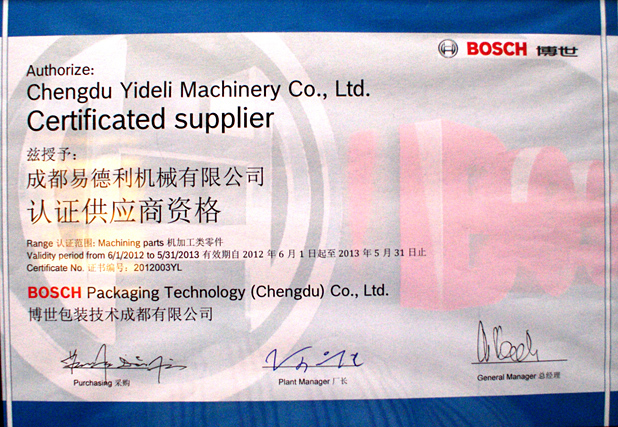 BOSCH 博世
Authorize:
Chengdu Yideli Machinery Co., Ltd.
Certificated supplier
兹授予：
成都易德利机械有限公司
认证供应商资格
Range 认证范围: Machining parts 机加工类零件
Validity period from 6/1/2012 to 5/31/2013 有效期自 2012 年 6 月 1 日起至 2013 年 5 月 31 日止
Certificate No. 证书编号: 2012003YL
BOSCH Packaging Technology (Chengdu) Co., Ltd.
博世包装技术成都有限公司
Purchasing 采购
Plant Manager 厂长
General Manager 总经理